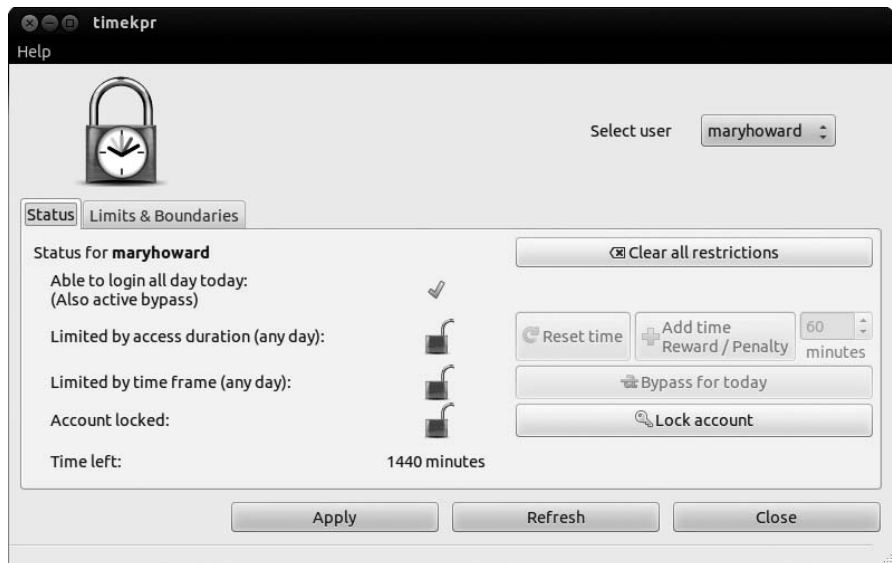 timekpr
Help
Select user maryhoward
Status Limits & Boundaries
Status for maryhoward Clear all restrictions
Able to login all day today:
(Also active bypass)
Limited by access duration (any day): Reset time Add time
Reward / Penalty 60
minutes
Limited by time frame (any day): Bypass for today
Account locked: Lock account
Time left: 1440 minutes
Apply Refresh Close